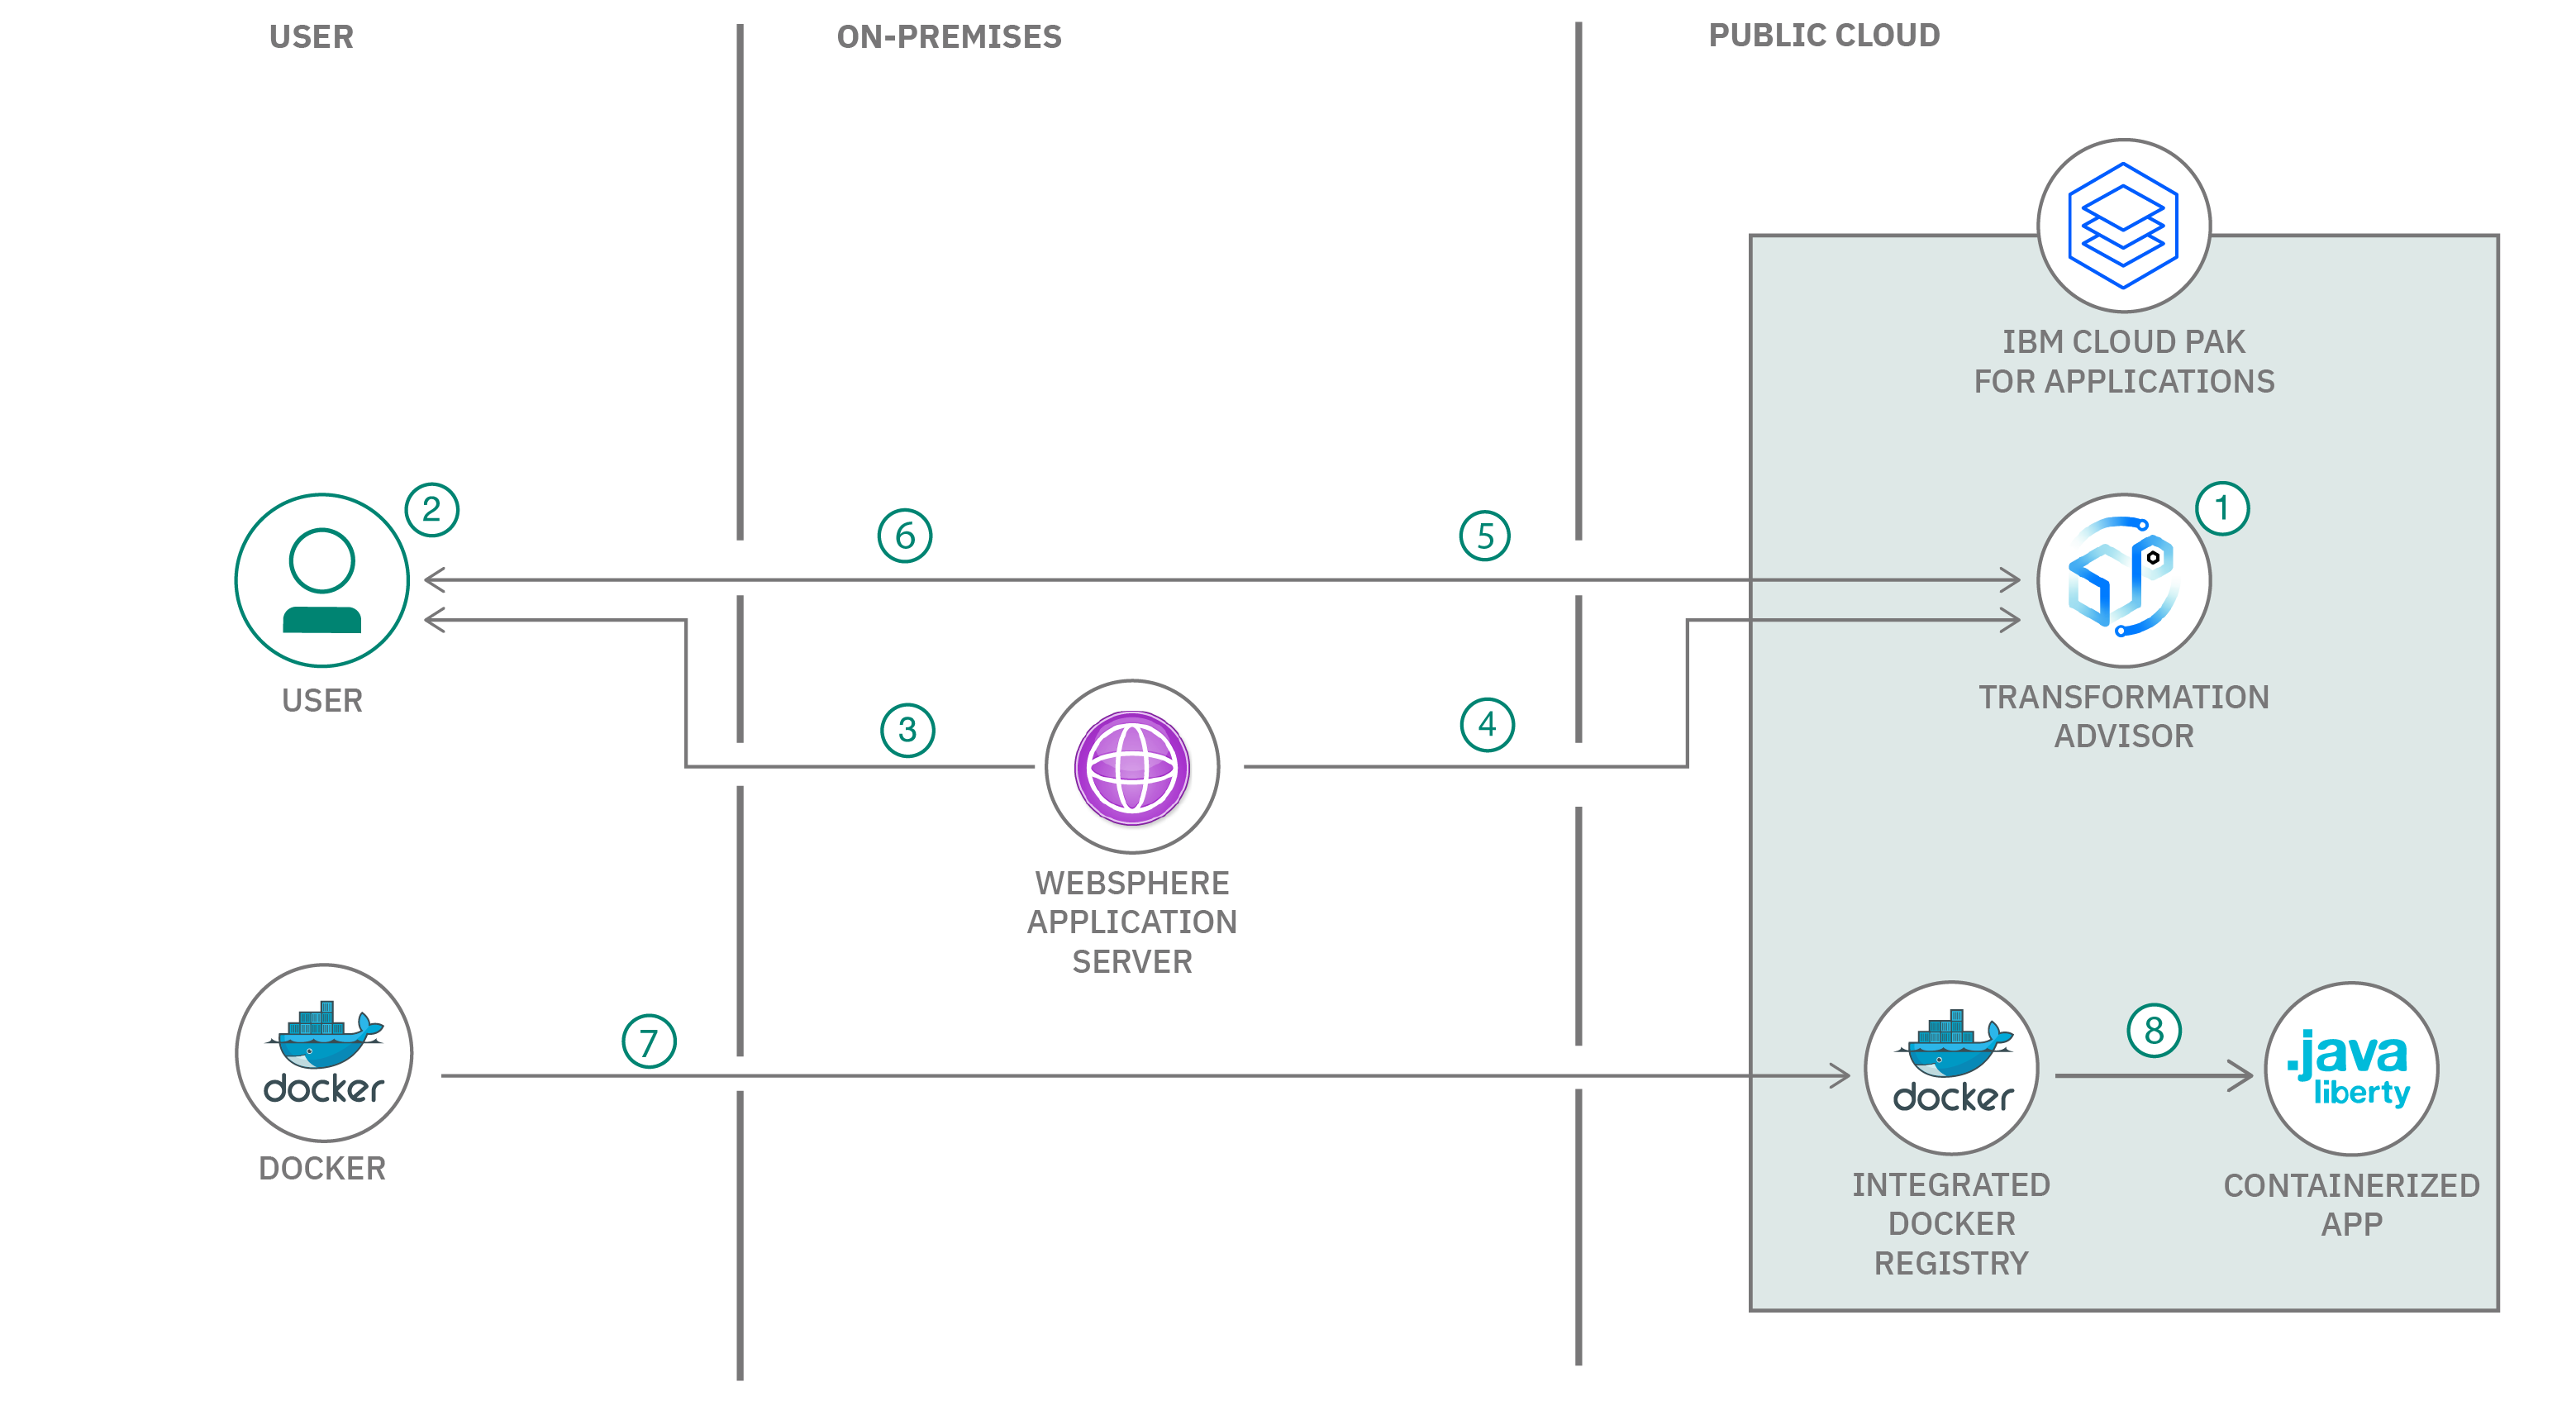 USER
ON-PREMISES
PUBLIC CLOUD
IBM CLOUD PAK
FOR APPLICATIONS
2
6
5
1
USER
3
4
TRANSFORMATION
ADVISOR
WEBSPHERE
APPLICATION
SERVER
docker
DOCKER
7
docker
INTEGRATED
DOCKER
REGISTRY
8
.java
liberty
CONTAINERIZED
APP